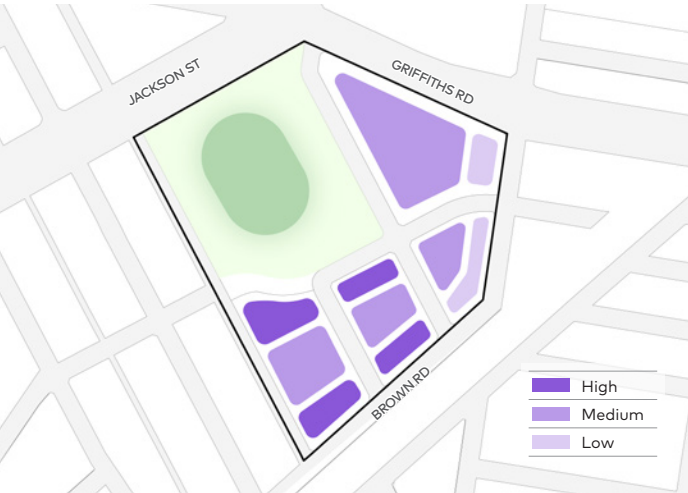 JACKSON ST
GRIFFITHS RD
BROWN RD
High
Medium
Low